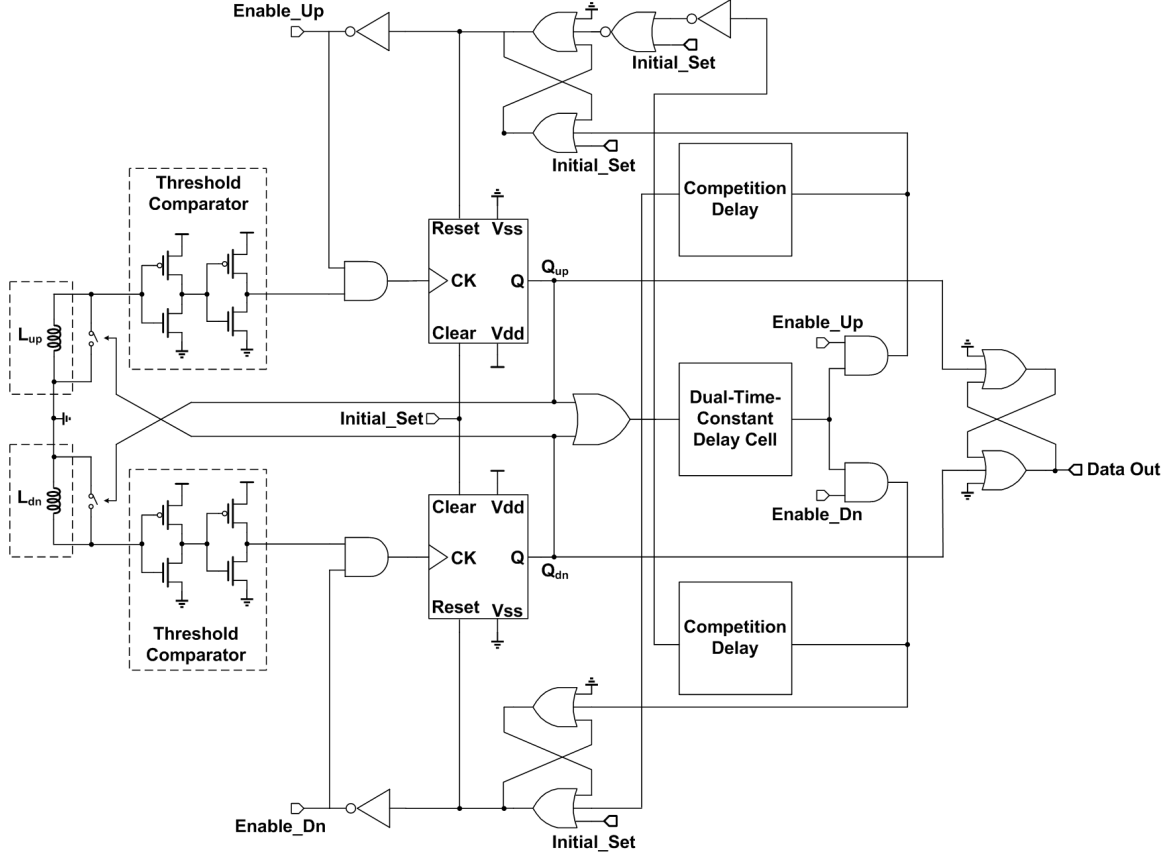 Enable_Up
Initial_Set
Initial_Set
Threshold
Comparator
Competition
Delay
Reset Vss
CK
Q
Qup
Clear Vdd
Lup
Enable_Up
Initial_Set
Dual-Time-
Constant
Delay Cell
Data Out
Ldn
Enable_Dn
Clear Vdd
CK
Q
Qdn
Reset Vss
Threshold
Comparator
Competition
Delay
Enable_Dn
Initial_Set